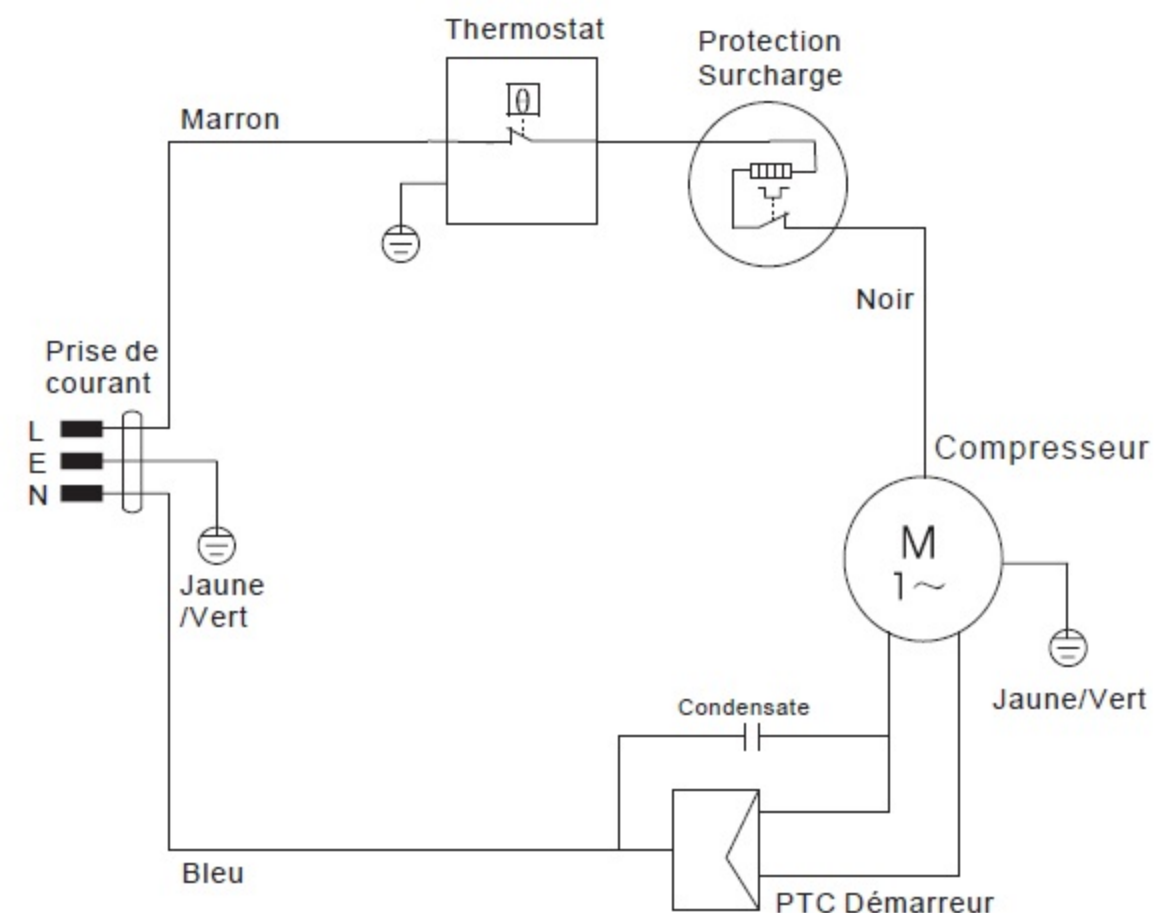 Thermostat
Protection
Surcharge
θ
Marron
Noir
Prise de
courant
L
E
N
Compresseur
M
1~
Jaune
/Vert
Jaune/Vert
Condensate
Bleu
PTC Démarreur